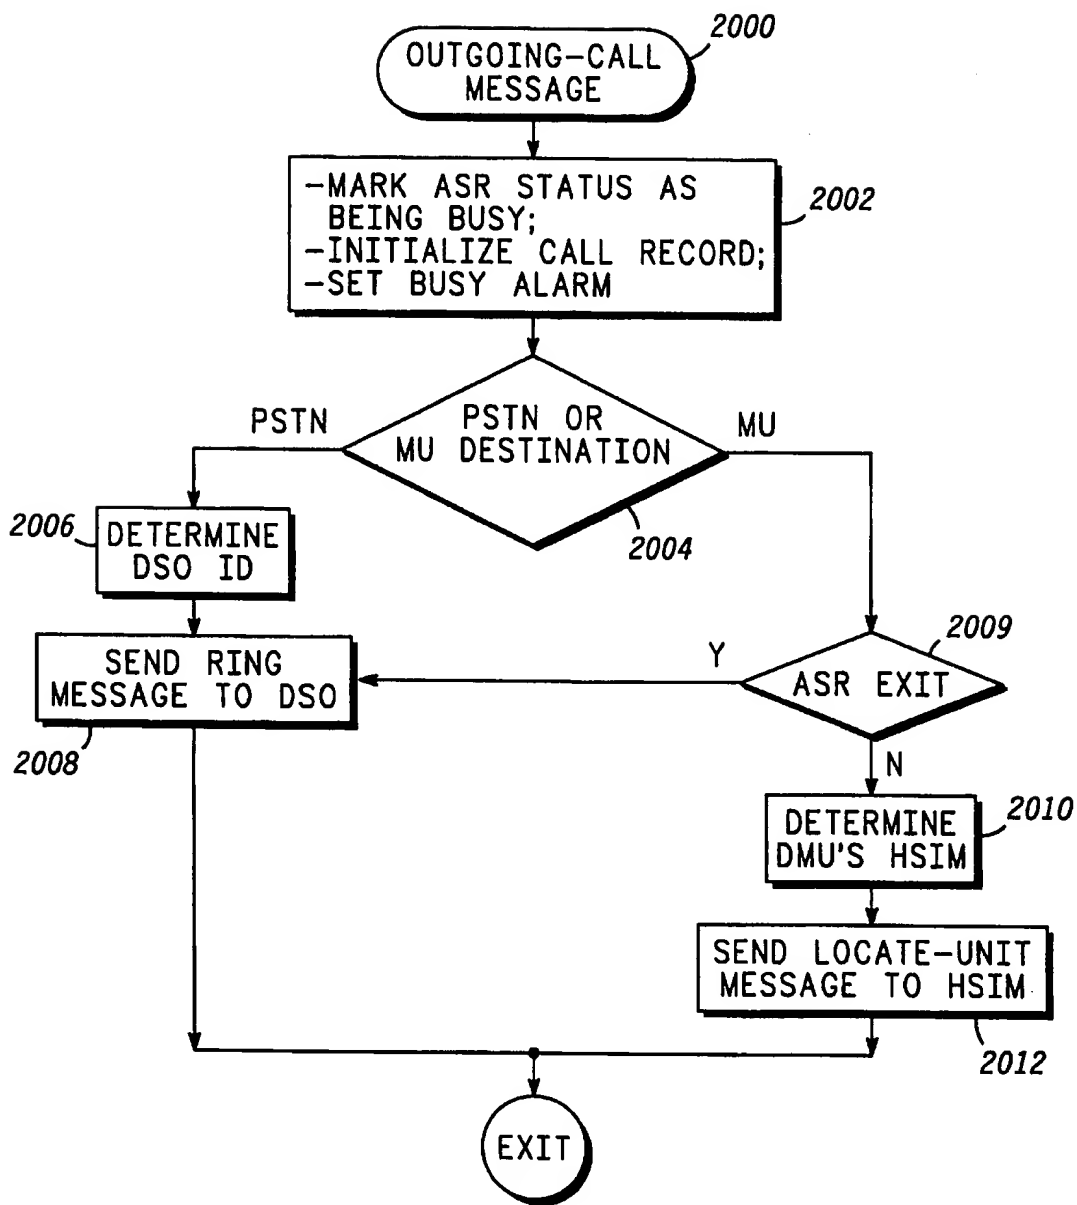 2000
OUTGOING-CALL
MESSAGE
-MARK ASR STATUS AS
BEING BUSY;
-INITIALIZE CALL RECORD;
-SET BUSY ALARM
2002
PSTN
PSTN OR
MU DESTINATION
MU
2004
2006
DETERMINE
DSO ID
SEND RING
MESSAGE TO DSO
2008
Y
2009
ASR EXIT
N
2010
DETERMINE
DMU'S HSIM
SEND LOCATE-UNIT
MESSAGE TO HSIM
2012
EXIT